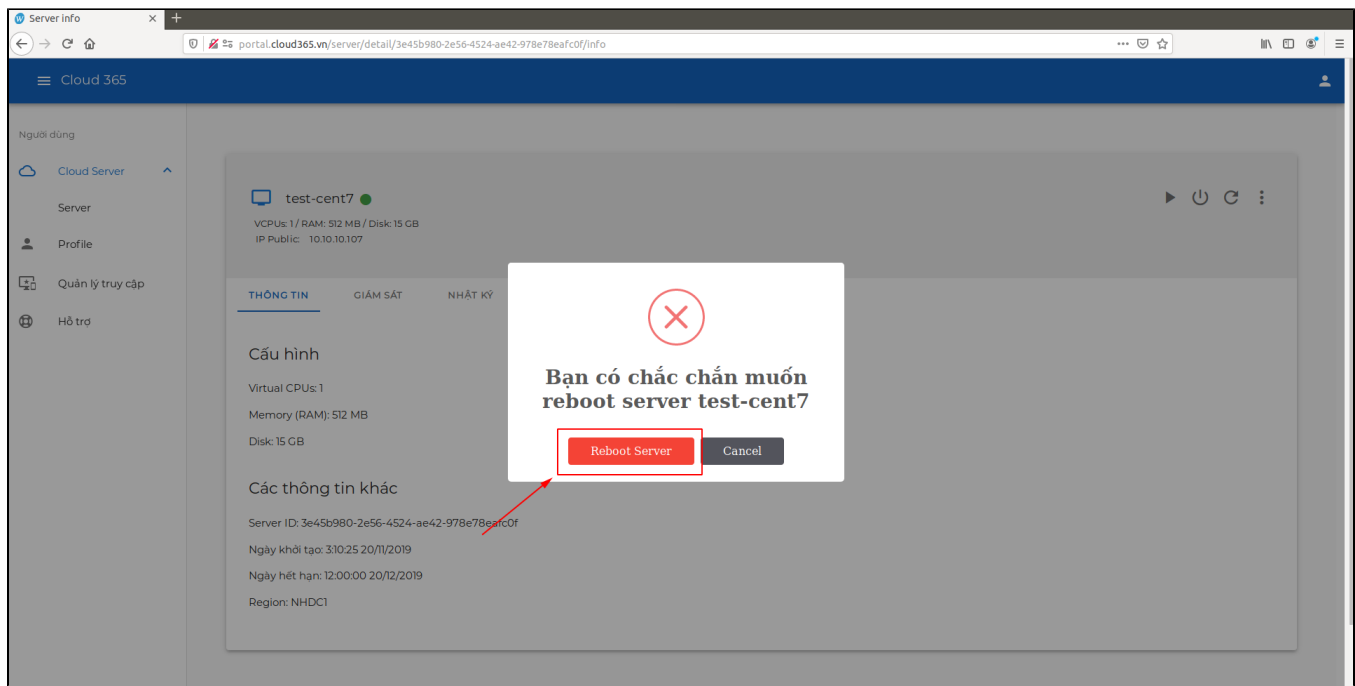 Server info
portal.cloud365.vn/server/detail/3e45b980-2e56-4524-ae42-978e78eafc0f/info
Cloud 365
Người dùng
Cloud Server
Server
Profile
Quản lý truy cập
Hỗ trợ
test-cent7
VCPUs: 1 / RAM: 512 MB / Disk: 15 GB
IP Public: 10.10.10.107
THÔNG TIN GIÁM SÁT NHẬT KÝ
Cấu hình
Virtual CPUs: 1
Memory (RAM): 512 MB
Disk: 15 GB
Các thông tin khác
Server ID: 3e45b980-2e56-4524-ae42-978e78eafc0f
Ngày khởi tạo: 3:10:25 20/11/2019
Ngày hết hạn: 12:00:00 20/12/2019
Region: NHDC1
Bạn có chắc chắn muốn
reboot server test-cent7
Reboot Server Cancel